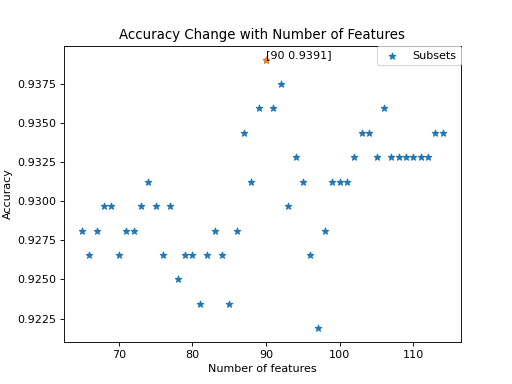 Accuracy Change with Number of Features
[90 0.9391]
Subsets
0.9375
0.9350
0.9325
0.9300
0.9275
0.9250
0.9225
Accuracy
70 80 90 100 110
Number of features